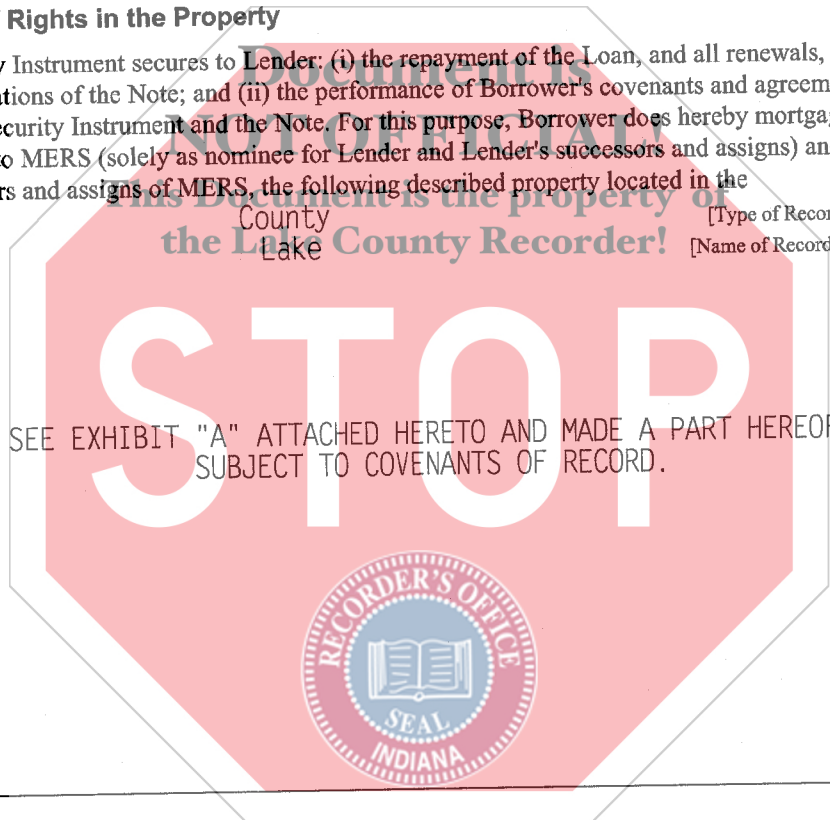 Rights in the Property
Instrument secures to Lender: (i) the repayment of the Loan, and all renewals,
ations of the Note; and (ii) the performance of Borrower's covenants and agreem
ecurity Instrument and the Note. For this purpose, Borrower does hereby mortga
to MERS (solely as nominee for Lender and Lender's successors and assigns) an
rs and assigns of MERS, the following described property located in the
County [Type of Recor
Lake [Name of Record
Document is
NOT OFFICIAL!
This Document is the property of
the Lake County Recorder!
STOP
SEE EXHIBIT "A" ATTACHED HERETO AND MADE A PART HEREOF
SUBJECT TO COVENANTS OF RECORD.
RECORDER'S OFFICE
SEAL
INDIANA